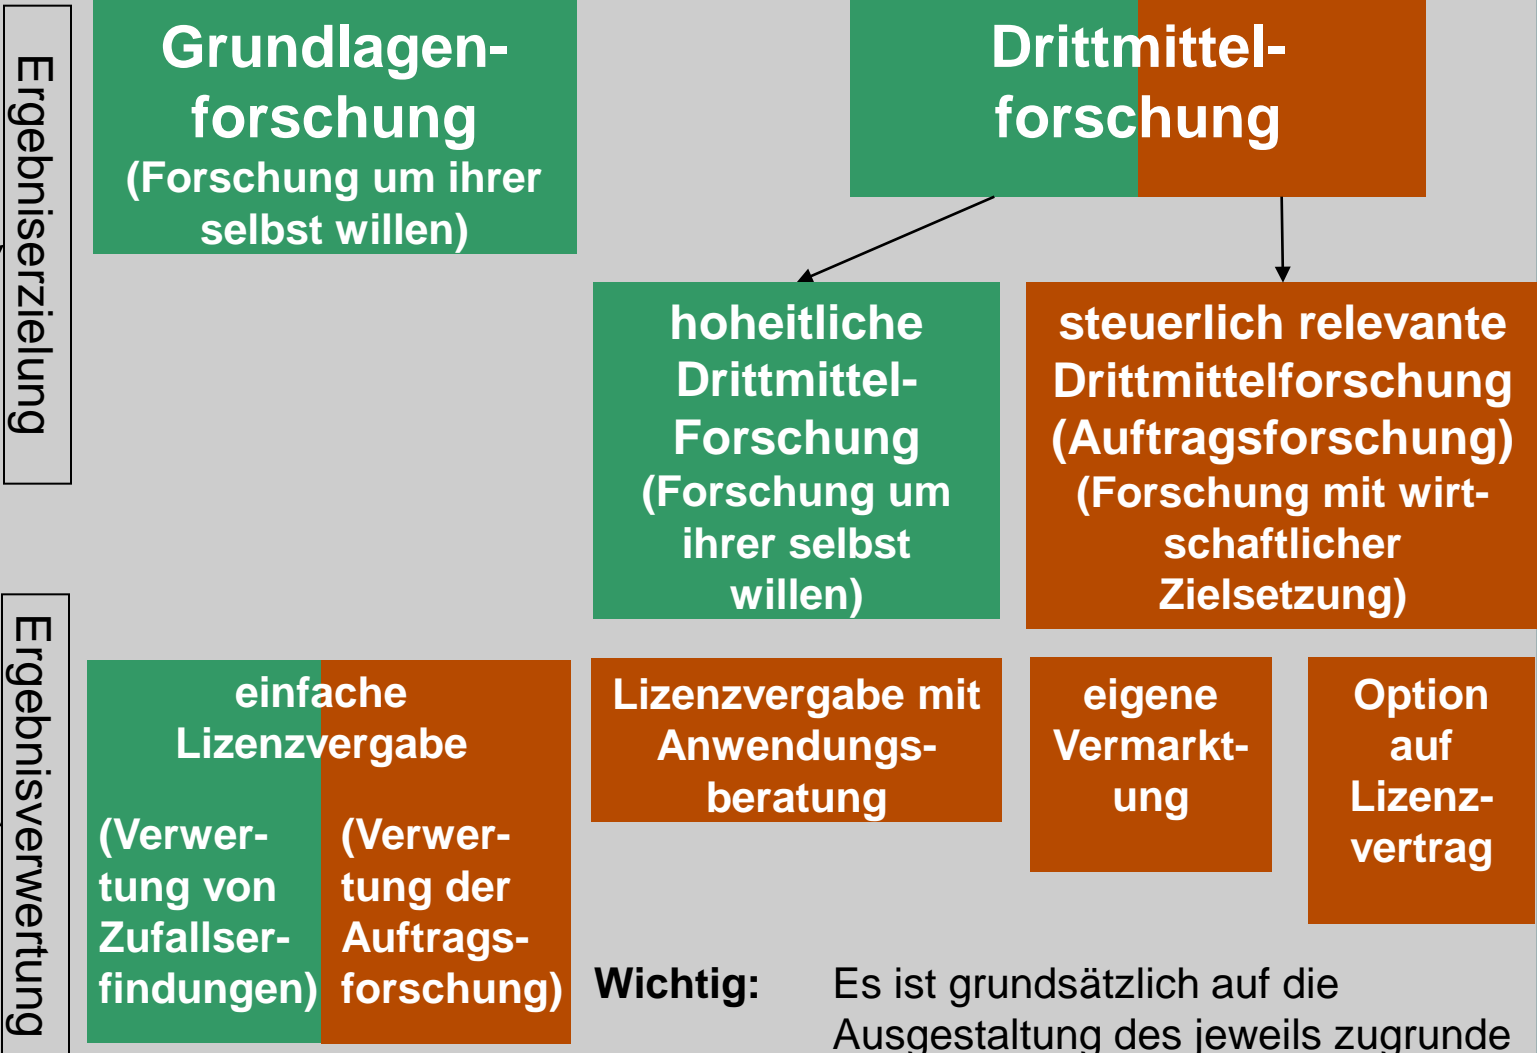 Ergebniserzielung
Grundlagen-
forschung
(Forschung um ihrer
selbst willen)
Drittmittel-
forschung
hoheitliche
Drittmittel-
Forschung
(Forschung um
ihrer selbst
willen)
steuerlich relevante
Drittmittelforschung
(Auftragsforschung)
(Forschung mit wirt-
schaftlicher
Zielsetzung)
Ergebnisverwertung
einfache
Lizenzvergabe
(Verwer-
tung von
Zufallser-
findungen)
(Verwer-
tung der
Auftrags-
forschung)
Lizenzvergabe mit
Anwendungs-
beratung
eigene
Vermarkt-
ung
Option
auf
Lizenz-
vertrag
Wichtig: Es ist grundsätzlich auf die
Ausgestaltung des jeweils zugrunde